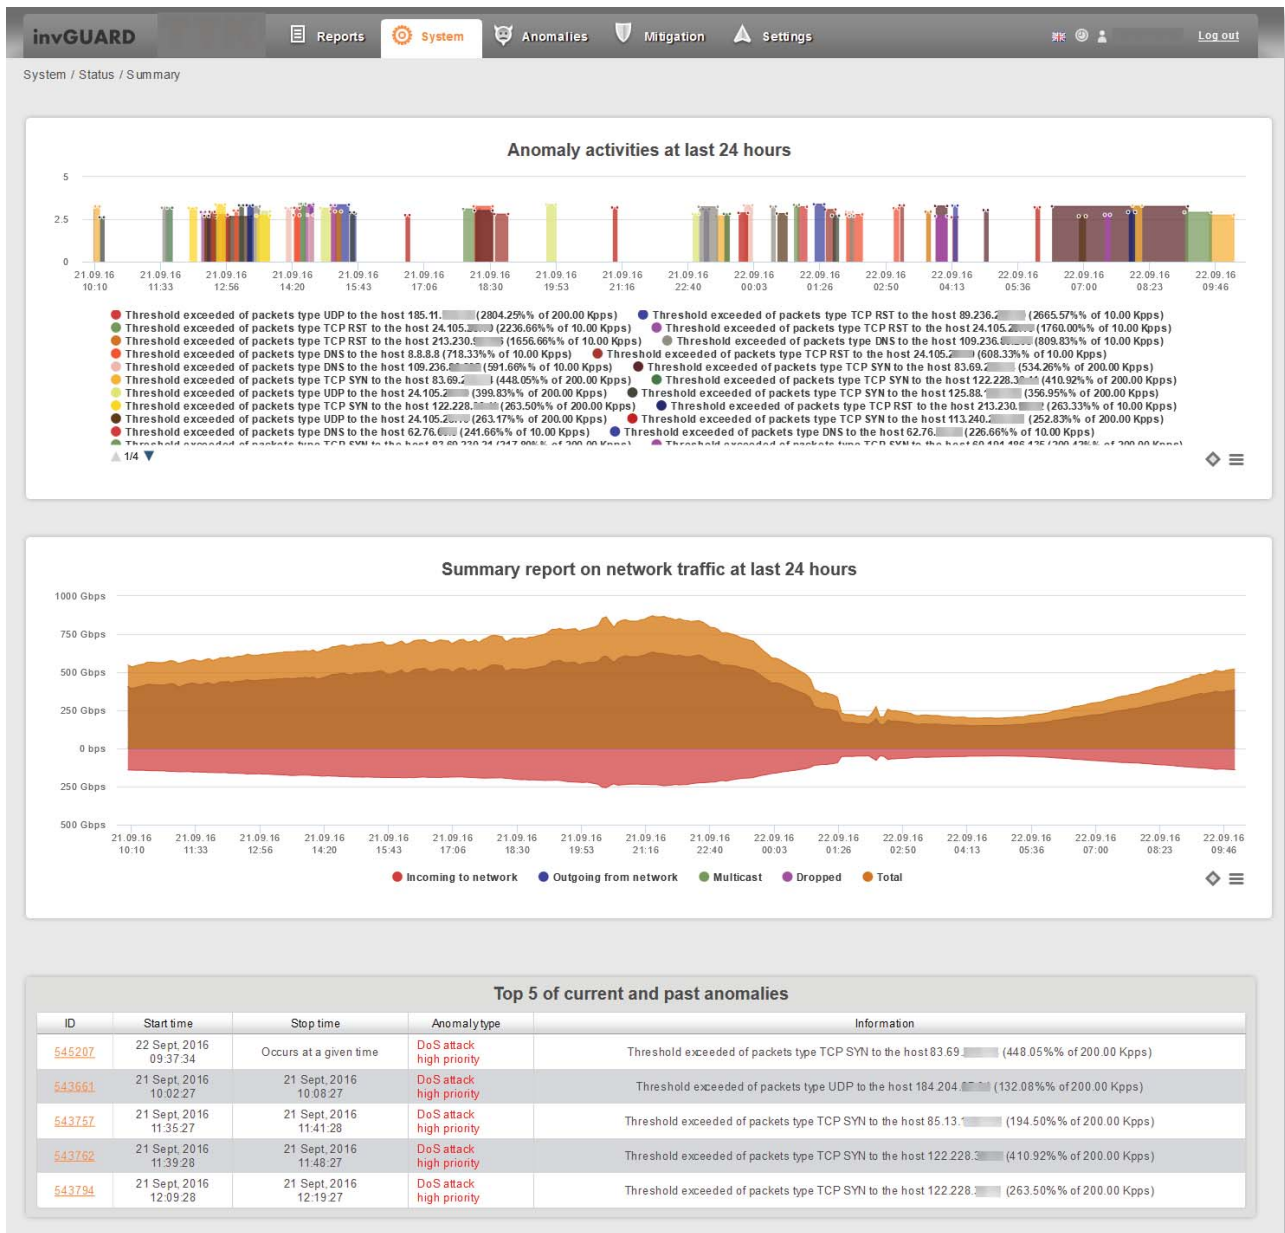 invGUARD
Reports System Anomalies Mitigation Settings Log out
System / Status / Summary
Anomaly activities at last 24 hours
5
2.5
0
21.09.16 21.09.16 21.09.16 21.09.16 21.09.16 21.09.16 21.09.16 21.09.16 21.09.16 21.09.16 22.09.16 22.09.16 22.09.16 22.09.16 22.09.16 22.09.16 22.09.16 22.09.16
10:10 11:33 12:56 14:20 15:43 17:06 18:30 19:53 21:16 22:40 00:03 01:26 02:50 04:13 05:36 07:00 08:23 09:46
Threshold exceeded of packets type UDP to the host 185.11. (2804.25%% of 200.00 Kpps) Threshold exceeded of packets type TCP RST to the host 89.236.2 (2665.57%% of 10.00 Kpps)
Threshold exceeded of packets type TCP RST to the host 24.105. (2236.66%% of 10.00 Kpps) Threshold exceeded of packets type TCP RST to the host 24.105.2 (1760.00%% of 10.00 Kpps)
Threshold exceeded of packets type TCP RST to the host 213.230. (1656.66%% of 10.00 Kpps) Threshold exceeded of packets type DNS to the host 109.236. (809.83%% of 10.00 Kpps)
Threshold exceeded of packets type DNS to the host 8.8.8.8 (718.33%% of 10.00 Kpps) Threshold exceeded of packets type TCP RST to the host 24.105.2 (608.33%% of 10.00 Kpps)
Threshold exceeded of packets type DNS to the host 109.236. (591.66%% of 10.00 Kpps) Threshold exceeded of packets type TCP SYN to the host 83.69.2 (534.26%% of 200.00 Kpps)
Threshold exceeded of packets type TCP SYN to the host 83.69.2 (448.05%% of 200.00 Kpps) Threshold exceeded of packets type TCP SYN to the host 122.228.3 (410.92%% of 200.00 Kpps)
Threshold exceeded of packets type UDP to the host 24.105.2 (399.83%% of 200.00 Kpps) Threshold exceeded of packets type TCP SYN to the host 125.88. (356.95%% of 200.00 Kpps)
Threshold exceeded of packets type TCP SYN to the host 122.228. (263.50%% of 200.00 Kpps) Threshold exceeded of packets type TCP RST to the host 213.230. (263.33%% of 10.00 Kpps)
Threshold exceeded of packets type UDP to the host 24.105.2 (263.17%% of 200.00 Kpps) Threshold exceeded of packets type TCP SYN to the host 113.240.2 (252.83%% of 200.00 Kpps)
Threshold exceeded of packets type DNS to the host 62.76. (241.66%% of 10.00 Kpps) Threshold exceeded of packets type DNS to the host 62.76. (226.66%% of 10.00 Kpps)
1/4
Summary report on network traffic at last 24 hours
1000 Gbps
750 Gbps
500 Gbps
250 Gbps
0 bps
250 Gbps
500 Gbps
21.09.16 21.09.16 21.09.16 21.09.16 21.09.16 21.09.16 21.09.16 21.09.16 21.09.16 21.09.16 22.09.16 22.09.16 22.09.16 22.09.16 22.09.16 22.09.16 22.09.16 22.09.16
10:10 11:33 12:56 14:20 15:43 17:06 18:30 19:53 21:16 22:40 00:03 01:26 02:50 04:13 05:36 07:00 08:23 09:46
Incoming to network Outgoing from network Multicast Dropped Total
Top 5 of current and past anomalies
ID Start time Stop time Anomaly type Information
545207 22 Sept, 2016 09:37:34 Occurs at a given time DoS attack high priority Threshold exceeded of packets type TCP SYN to the host 83.69. (448.05%% of 200.00 Kpps)
543661 21 Sept, 2016 10:02:27 21 Sept, 2016 10:08:27 DoS attack high priority Threshold exceeded of packets type UDP to the host 184.204. (132.08%% of 200.00 Kpps)
543757 21 Sept, 2016 11:35:27 21 Sept, 2016 11:41:28 DoS attack high priority Threshold exceeded of packets type TCP SYN to the host 85.13. (194.50%% of 200.00 Kpps)
543762 21 Sept, 2016 11:39:28 21 Sept, 2016 11:48:27 DoS attack high priority Threshold exceeded of packets type TCP SYN to the host 122.228. (410.92%% of 200.00 Kpps)
543794 21 Sept, 2016 12:09:28 21 Sept, 2016 12:19:27 DoS attack high priority Threshold exceeded of packets type TCP SYN to the host 122.228. (263.50%% of 200.00 Kpps)